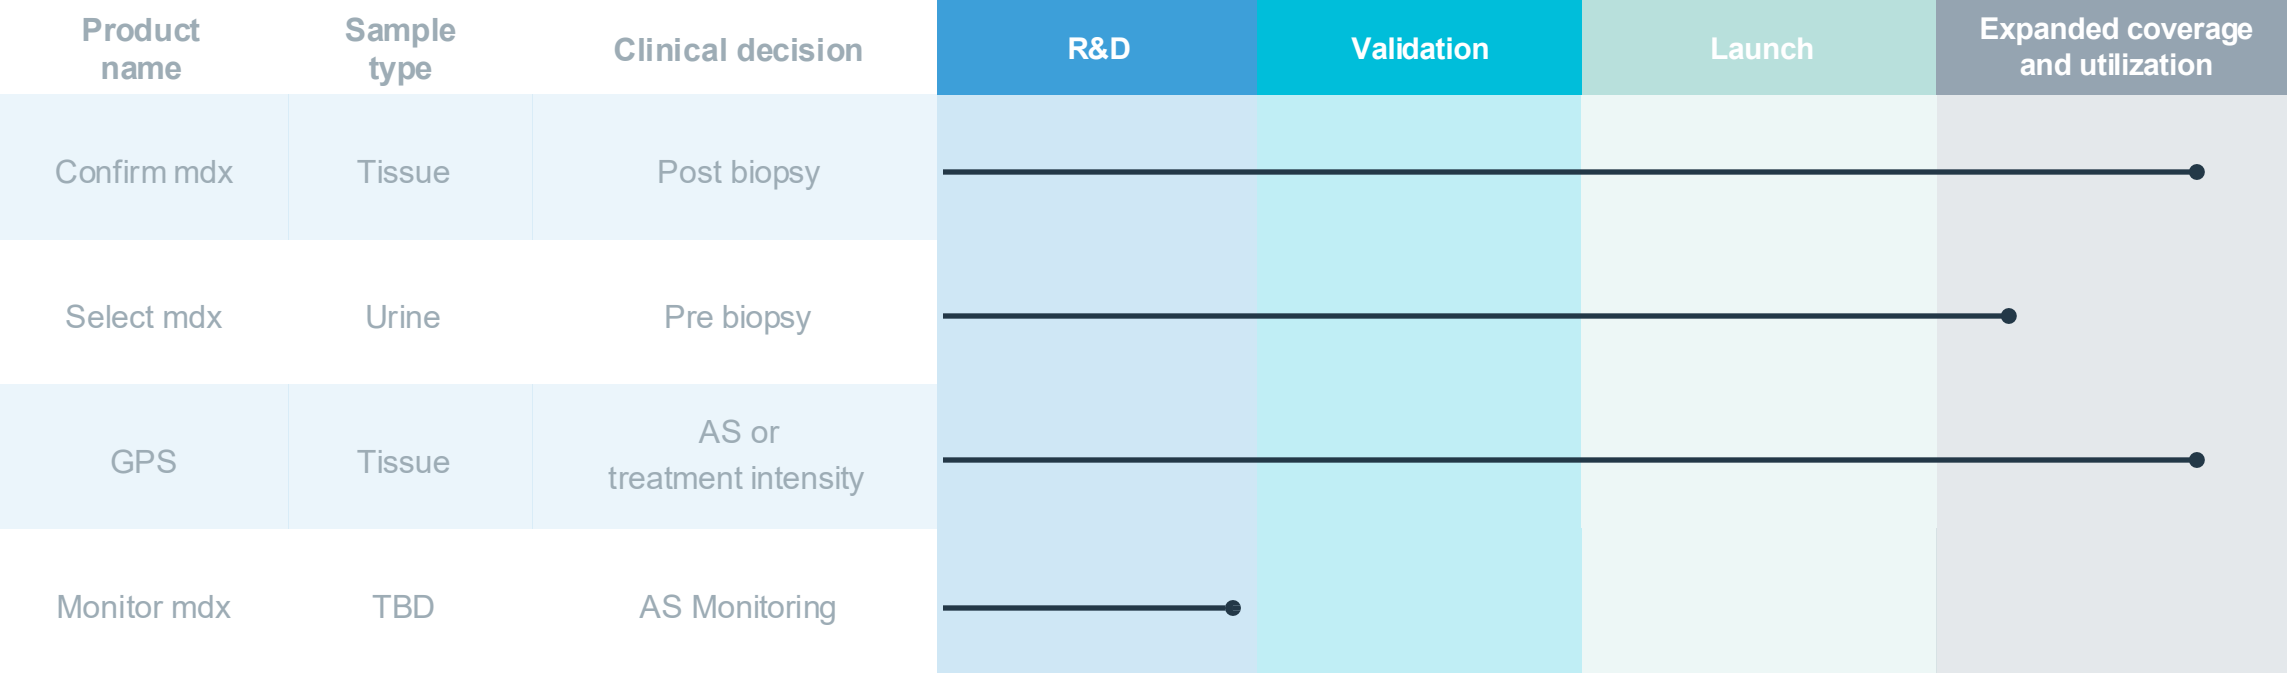 Product
name
Sample
type
Clinical decision
R&D
Validation
Launch
Expanded coverage
and utilization
Confirm mdx
Tissue
Post biopsy
Select mdx
Urine
Pre biopsy
GPS
Tissue
AS or
treatment intensity
Monitor mdx
TBD
AS Monitoring